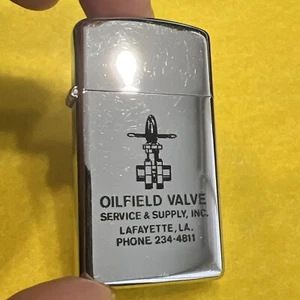 OILFIELD VALVE
SERVICE & SUPPLY, INC.
LAFAYETTE, LA.
PHONE 234-4811